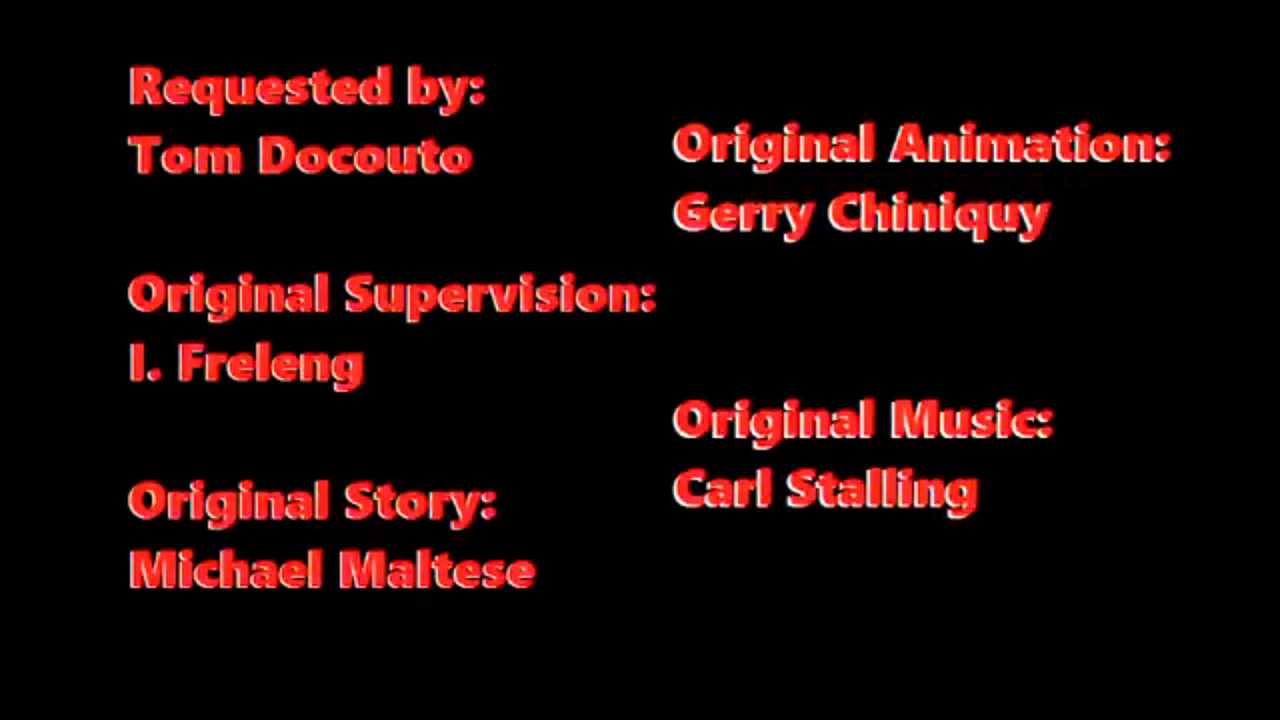 Requested by:
Tom Docouto
Original Supervision:
I. Freleng
Original Story:
Michael Maltese
Original Animation:
Gerry Chiniquy
Original Music:
Carl Stalling